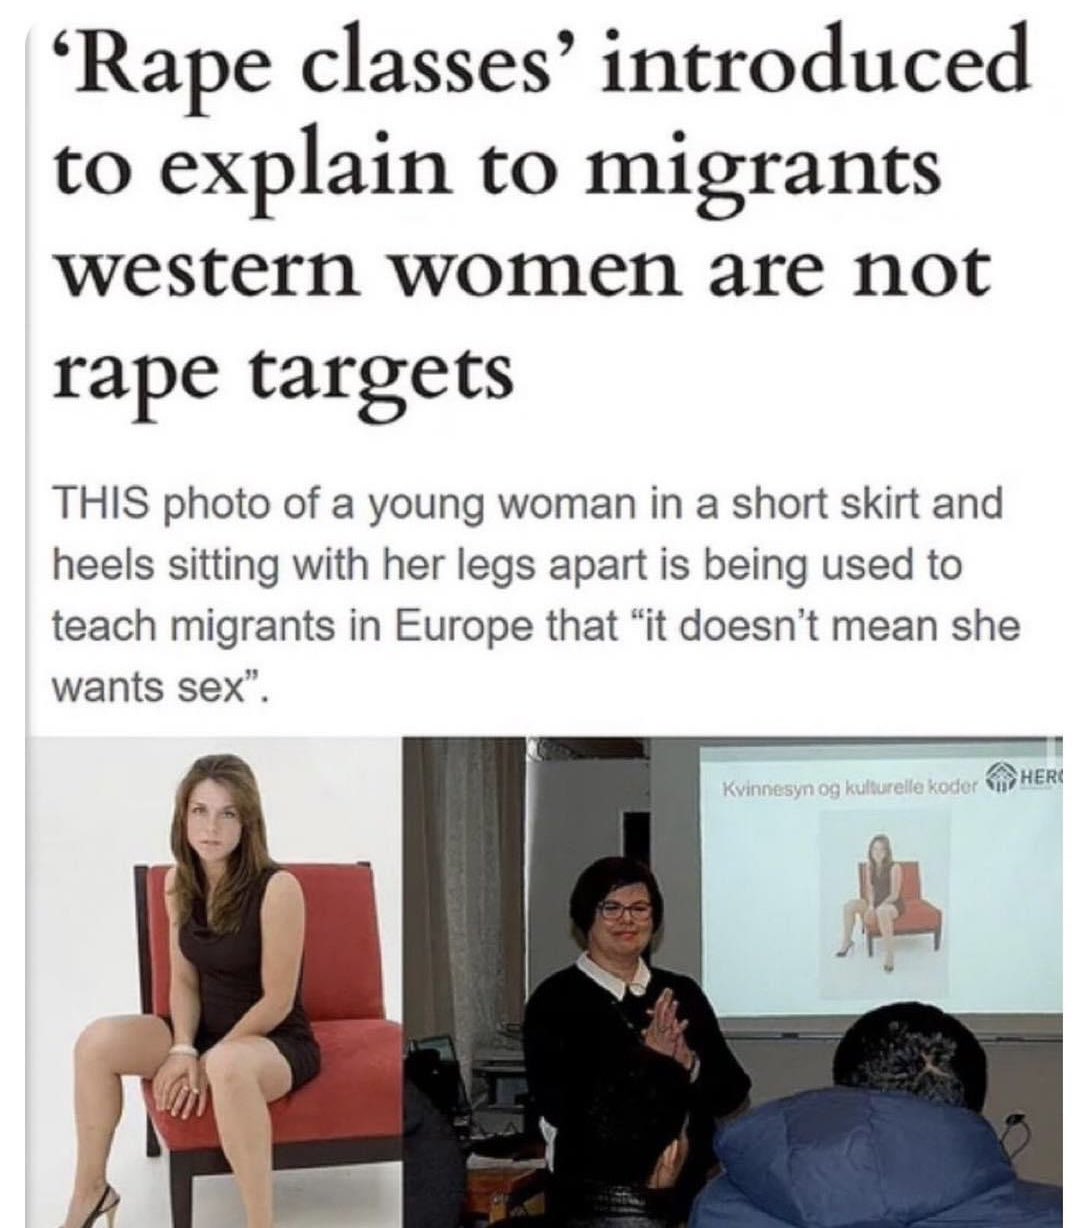 ‘Rape classes’ introduced
to explain to migrants
western women are not
rape targets
THIS photo of a young woman in a short skirt and
heels sitting with her legs apart is being used to
teach migrants in Europe that “it doesn’t mean she
wants sex”.
Kvinnesyn og kulturelle koder
HERO